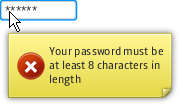 ******
Your password must be
at least 8 characters in
length